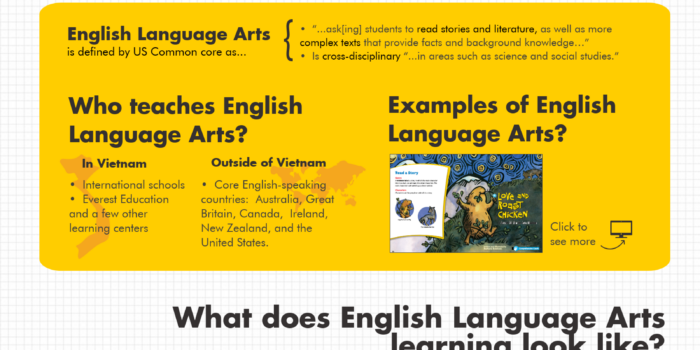 English Language Arts
is defined by US Common core as...
{
• “...ask[ing] students to read stories and literature, as well as more
complex texts that provide facts and background knowledge...”
• Is cross-disciplinary “...in areas such as science and social studies.”
Who teaches English
Language Arts?
In Vietnam
• International schools
• Everest Education
and a few other
learning centers
Outside of Vietnam
• Core English-speaking
countries: Australia, Great
Britain, Canada, Ireland,
New Zealand, and the
United States.
Examples of English
Language Arts?
Read a Story
LOVE AND
ROAST
CHICKEN
Click to
see more
What does English Language Arts
learning look like?